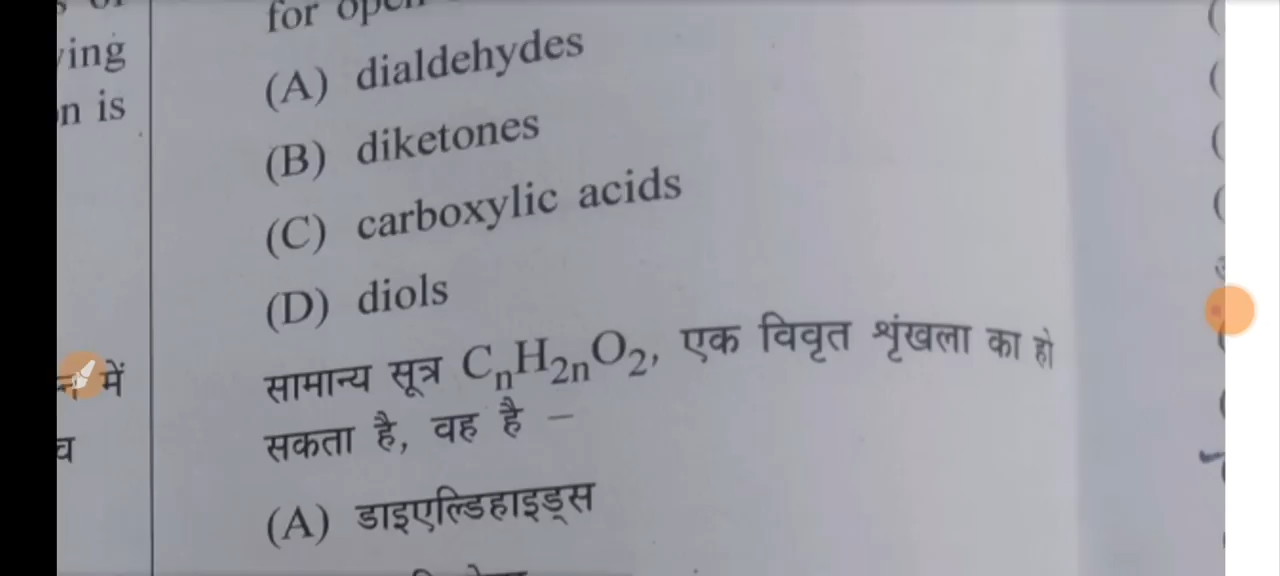 ing
n is
for
(A) dialdehydes
(B) diketones
(C) carboxylic acids
(D) diols
सामान्य सूत्र CₙH₂ₙO₂, एक विवृत श्रृंखला का हो
सकता है, वह है –
(A) डाइएल्डिहाइड्स
में
च